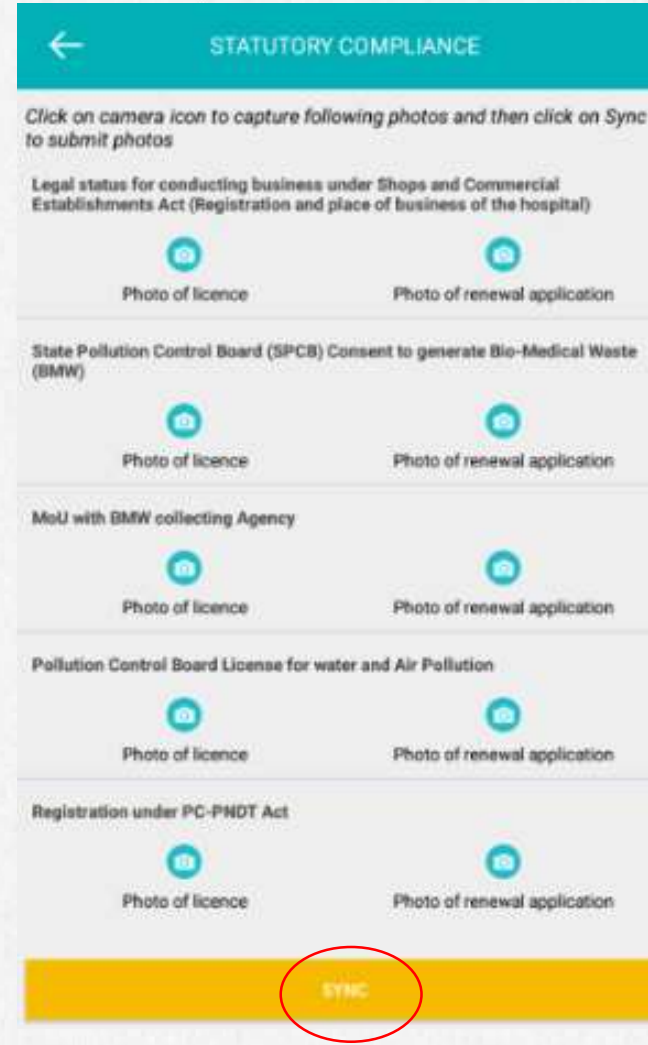 STATUTORY COMPLIANCE
Click on camera icon to capture following photos and then click on Sync
to submit photos
Legal status for conducting business under Shops and Commercial
Establishments Act (Registration and place of business of the hospital)
Photo of licence Photo of renewal application
State Pollution Control Board (SPCB) Consent to generate Bio-Medical Waste
(BMW)
Photo of licence Photo of renewal application
MoU with BMW collecting Agency
Photo of licence Photo of renewal application
Pollution Control Board License for water and Air Pollution
Photo of licence Photo of renewal application
Registration under PC-PNDT Act
Photo of licence Photo of renewal application
SYNC